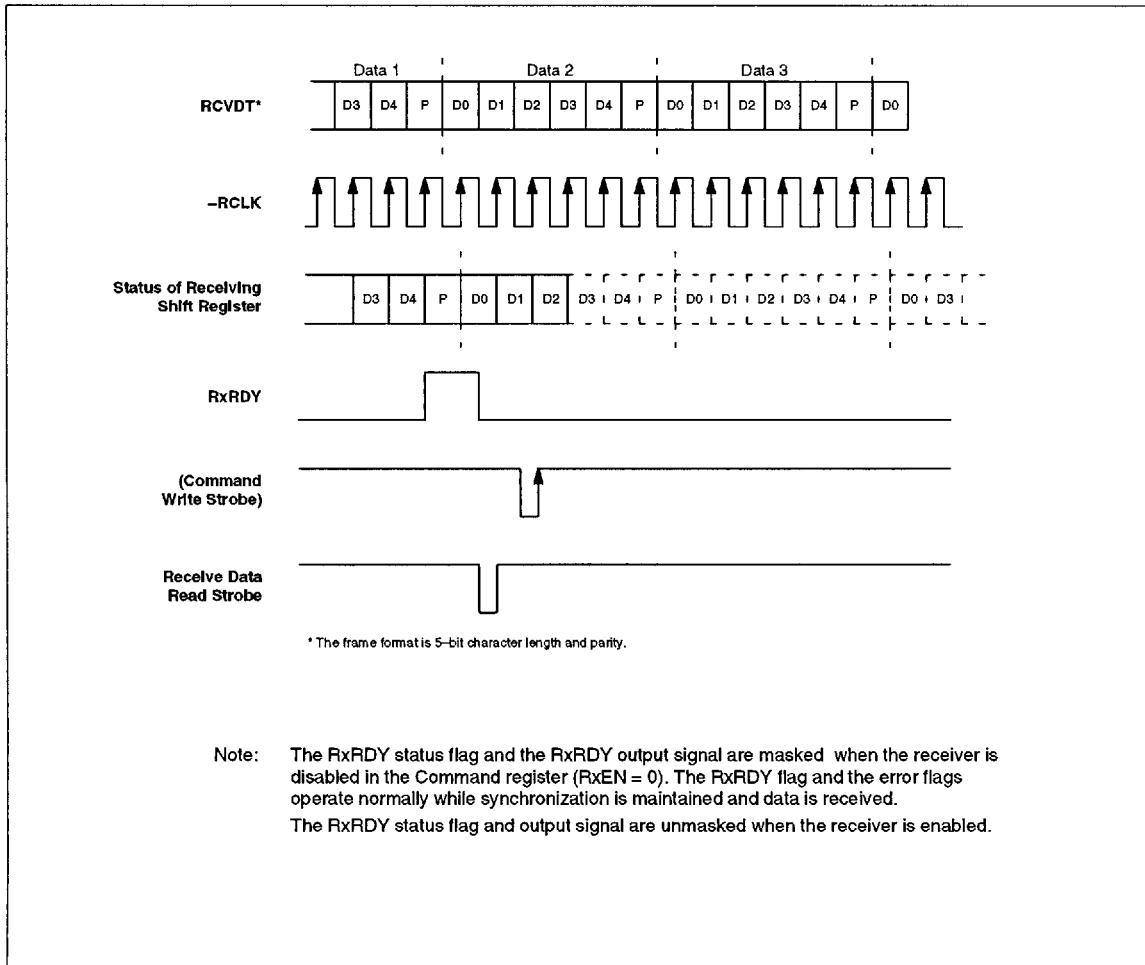 Data 1 Data 2 Data 3
RCVDT* D3 D4 P D0 D1 D2 D3 D4 P D0 D1 D2 D3 D4 P D0
–RCLK
Status of Receiving
Shift Register
D3 D4 P D0 D1 D2 D3 D4 P D0 D1 D2 D3 D4 P D0 D3
RxRDY
(Command
Write Strobe)
Receive Data
Read Strobe
* The frame format is 5–bit character length and parity.
Note: The RxRDY status flag and the RxRDY output signal are masked when the receiver is
disabled in the Command register (RxEN = 0). The RxRDY flag and the error flags
operate normally while synchronization is maintained and data is received.
The RxRDY status flag and output signal are unmasked when the receiver is enabled.